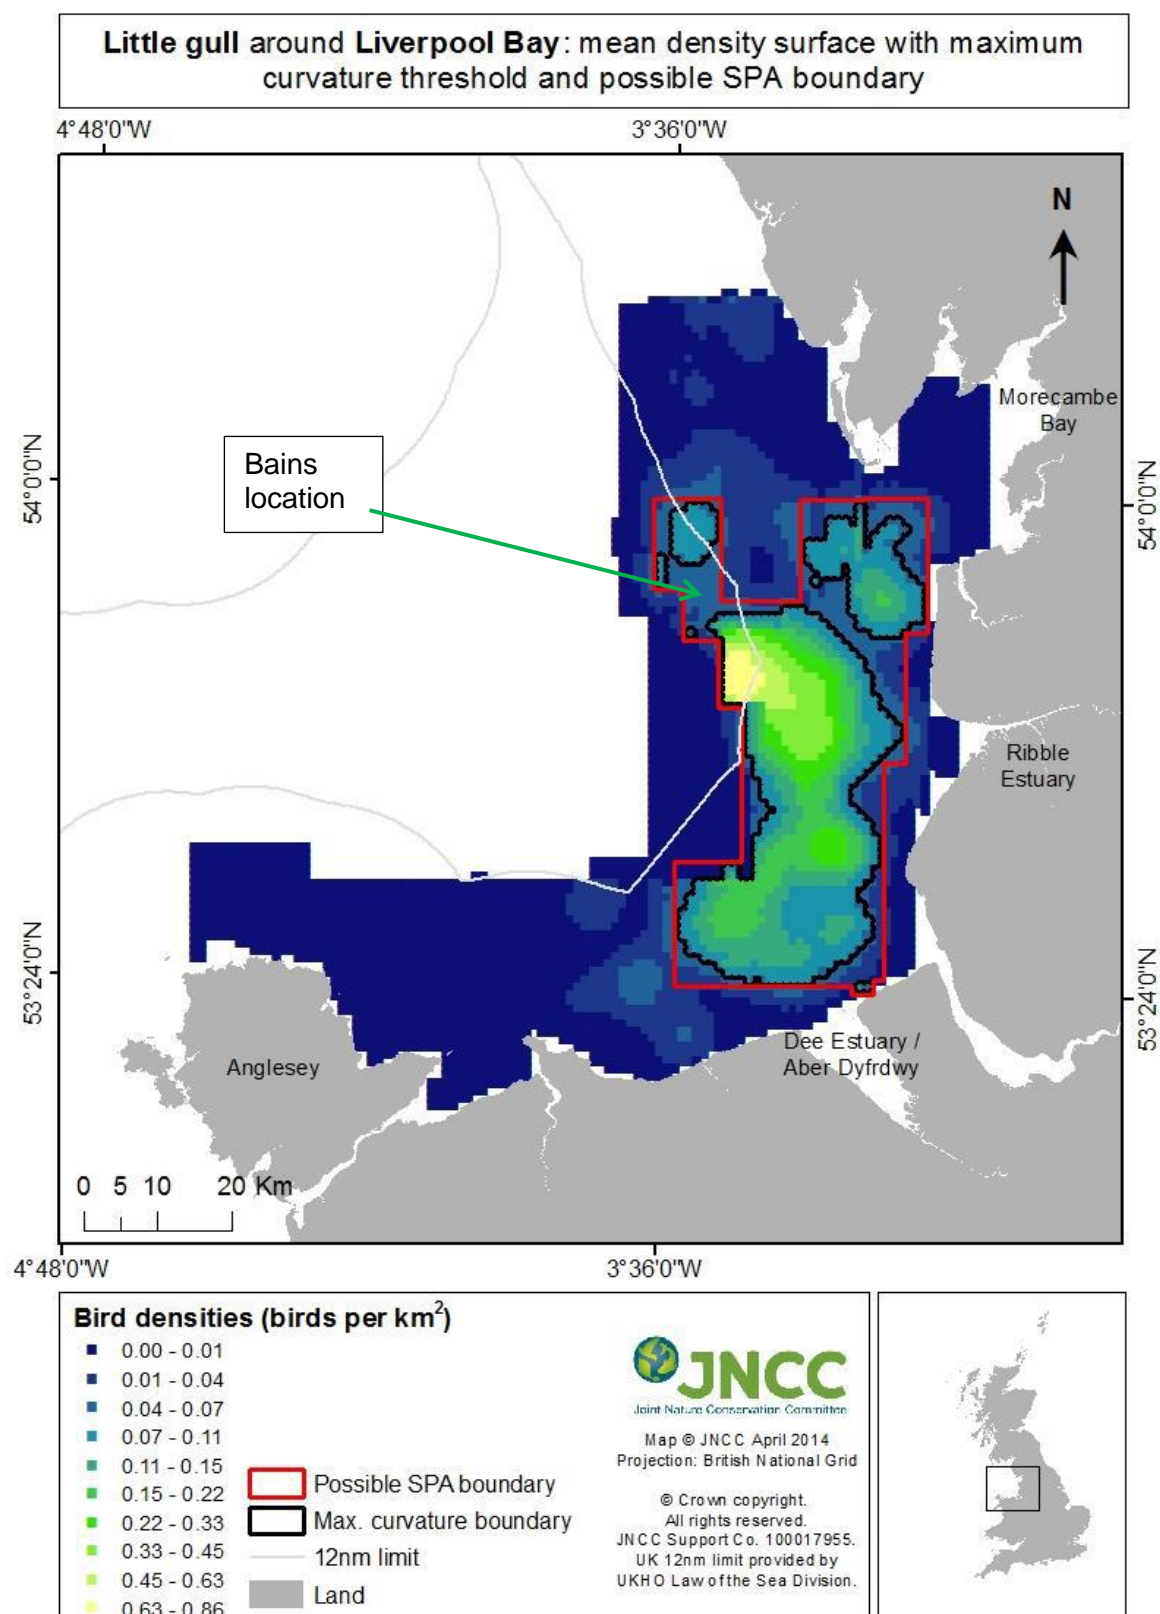 Little gull around Liverpool Bay: mean density surface with maximum
curvature threshold and possible SPA boundary
4°48'0"W
3°36'0"W
N
Morecambe
Bay
Bains
location
54°0'0"N
54°0'0"N
Ribble
Estuary
53°24'0"N
53°24'0"N
Dee Estuary /
Aber Dyfrdwy
Anglesey
0 5 10 20 Km
4°48'0"W
3°36'0"W
Bird densities (birds per km²)
0.00 - 0.01
0.01 - 0.04
0.04 - 0.07
0.07 - 0.11
0.11 - 0.15
0.15 - 0.22
0.22 - 0.33
0.33 - 0.45
0.45 - 0.63
0.63 - 0.86
Possible SPA boundary
Max. curvature boundary
12nm limit
Land
JNCC
Joint Nature Conservation Committee
Map © JNCC April 2014
Projection: British National Grid
© Crown copyright.
All rights reserved.
JNCC Support Co. 100017955.
UK 12nm limit provided by
UKHO Law of the Sea Division.